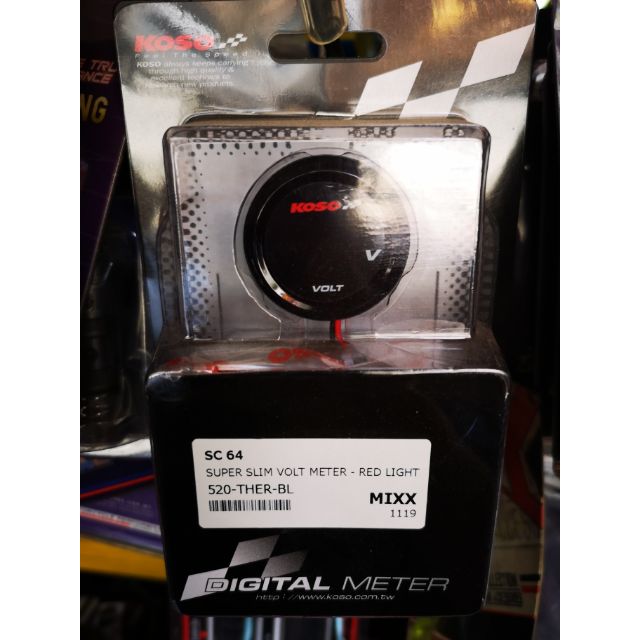 KOSO
Feel The Speed
KOSO always keeps carrying
through high quality &
excellent technics to
new products.
NG
KOSO
V
VOLT
SC 64
SUPER SLIM VOLT METER - RED LIGHT
520-THER-BL
MIXX
1119
DIGITAL METER
http://www.koso.com.tw